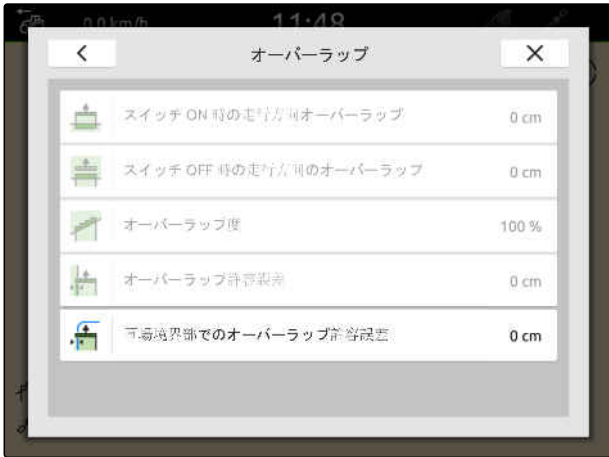 0.0 km/h 11:48
オーバーラップ
スイッチ ON 時の走行方向オーバーラップ 0 cm
スイッチ OFF 時の走行方向のオーバーラップ 0 cm
オーバーラップ度 100 %
オーバーラップ許容誤差 0 cm
圃場境界部でのオーバーラップ許容誤差 0 cm